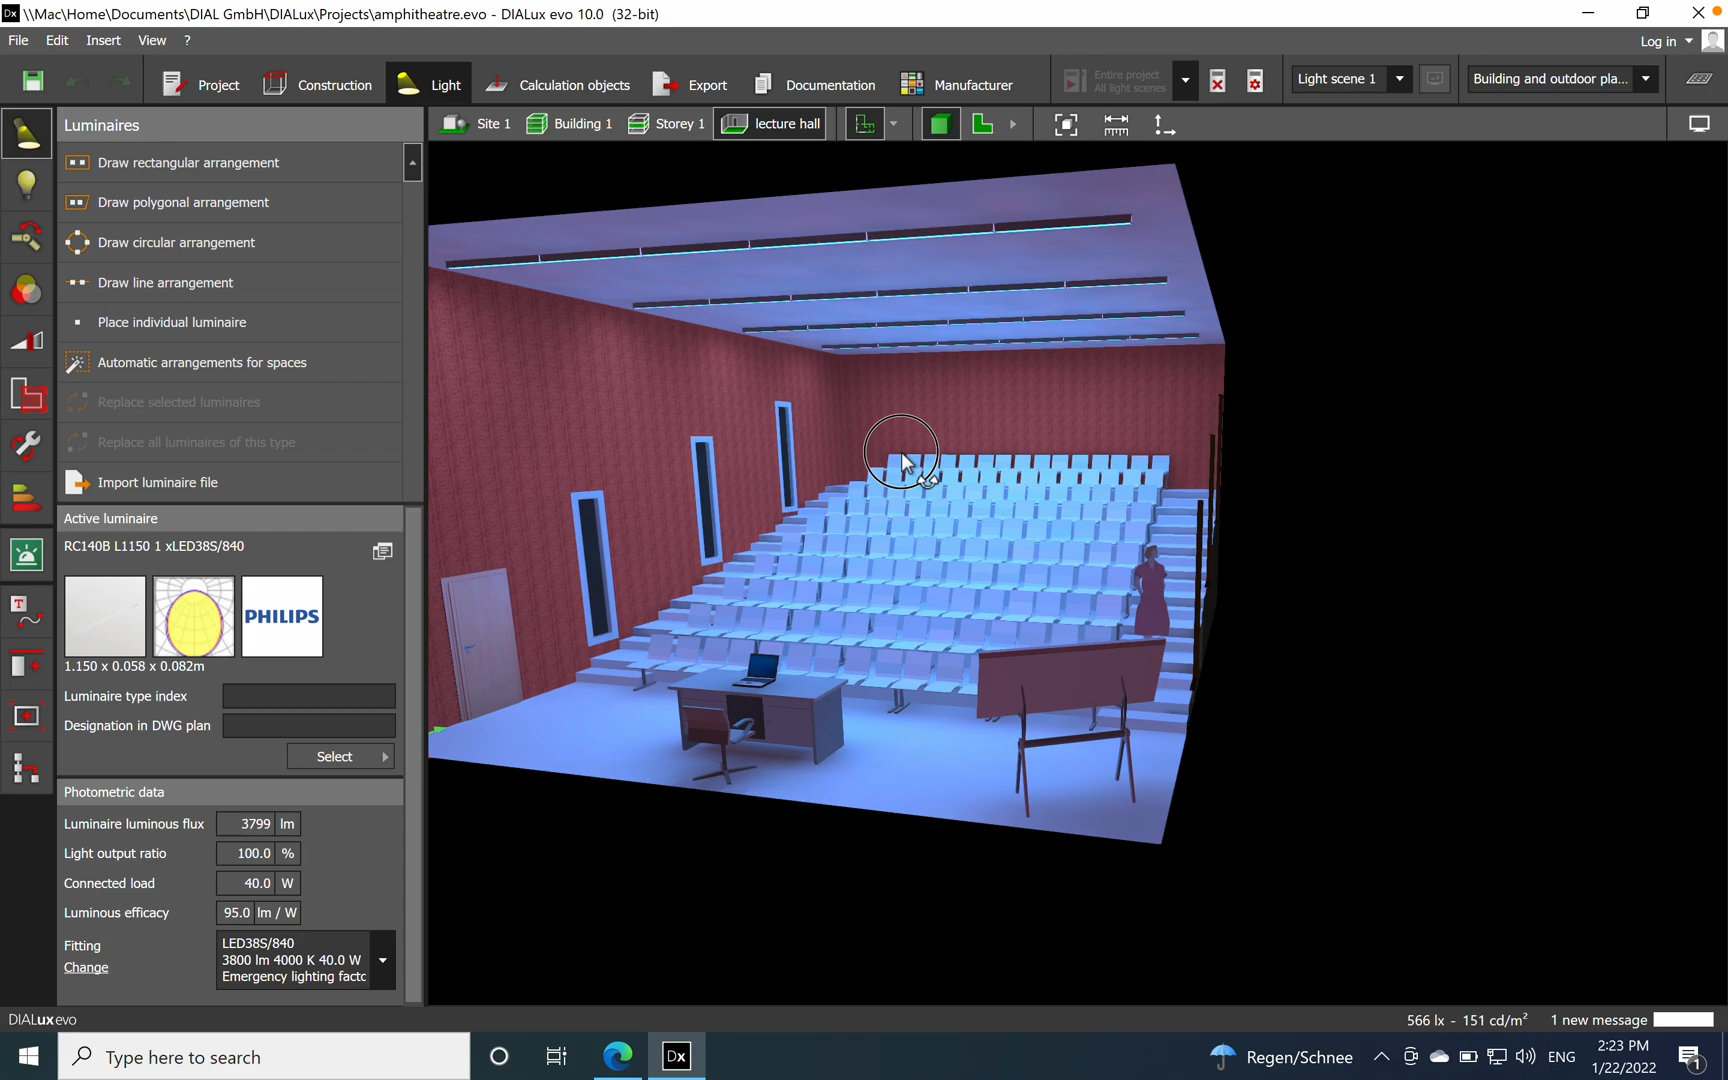 \\Mac\Home\Documents\DIAL GmbH\DIALux\Projects\amphitheatre.evo - DIALux evo 10.0 (32-bit)
File Edit Insert View ?
Log in
Project Construction Light Calculation objects Export Documentation Manufacturer
Entire project
All light scenes
Light scene 1
Building and outdoor pla...
Luminaires
Site 1 Building 1 Storey 1 lecture hall
Draw rectangular arrangement
Draw polygonal arrangement
Draw circular arrangement
Draw line arrangement
Place individual luminaire
Automatic arrangements for spaces
Replace selected luminaires
Replace all luminaires of this type
Import luminaire file
Active luminaire
RC140B L1150 1 xLED38S/840
PHILIPS
1.150 x 0.058 x 0.082m
Luminaire type index
Designation in DWG plan
Select
Photometric data
Luminaire luminous flux 3799 lm
Light output ratio 100.0 %
Connected load 40.0 W
Luminous efficacy 95.0 lm / W
Fitting
Change
LED38S/840
3800 lm 4000 K 40.0 W
Emergency lighting factc
DIALux evo
566 lx - 151 cd/m² 1 new message
Type here to search
Dx
Regen/Schnee
ENG
2:23 PM
1/22/2022
1